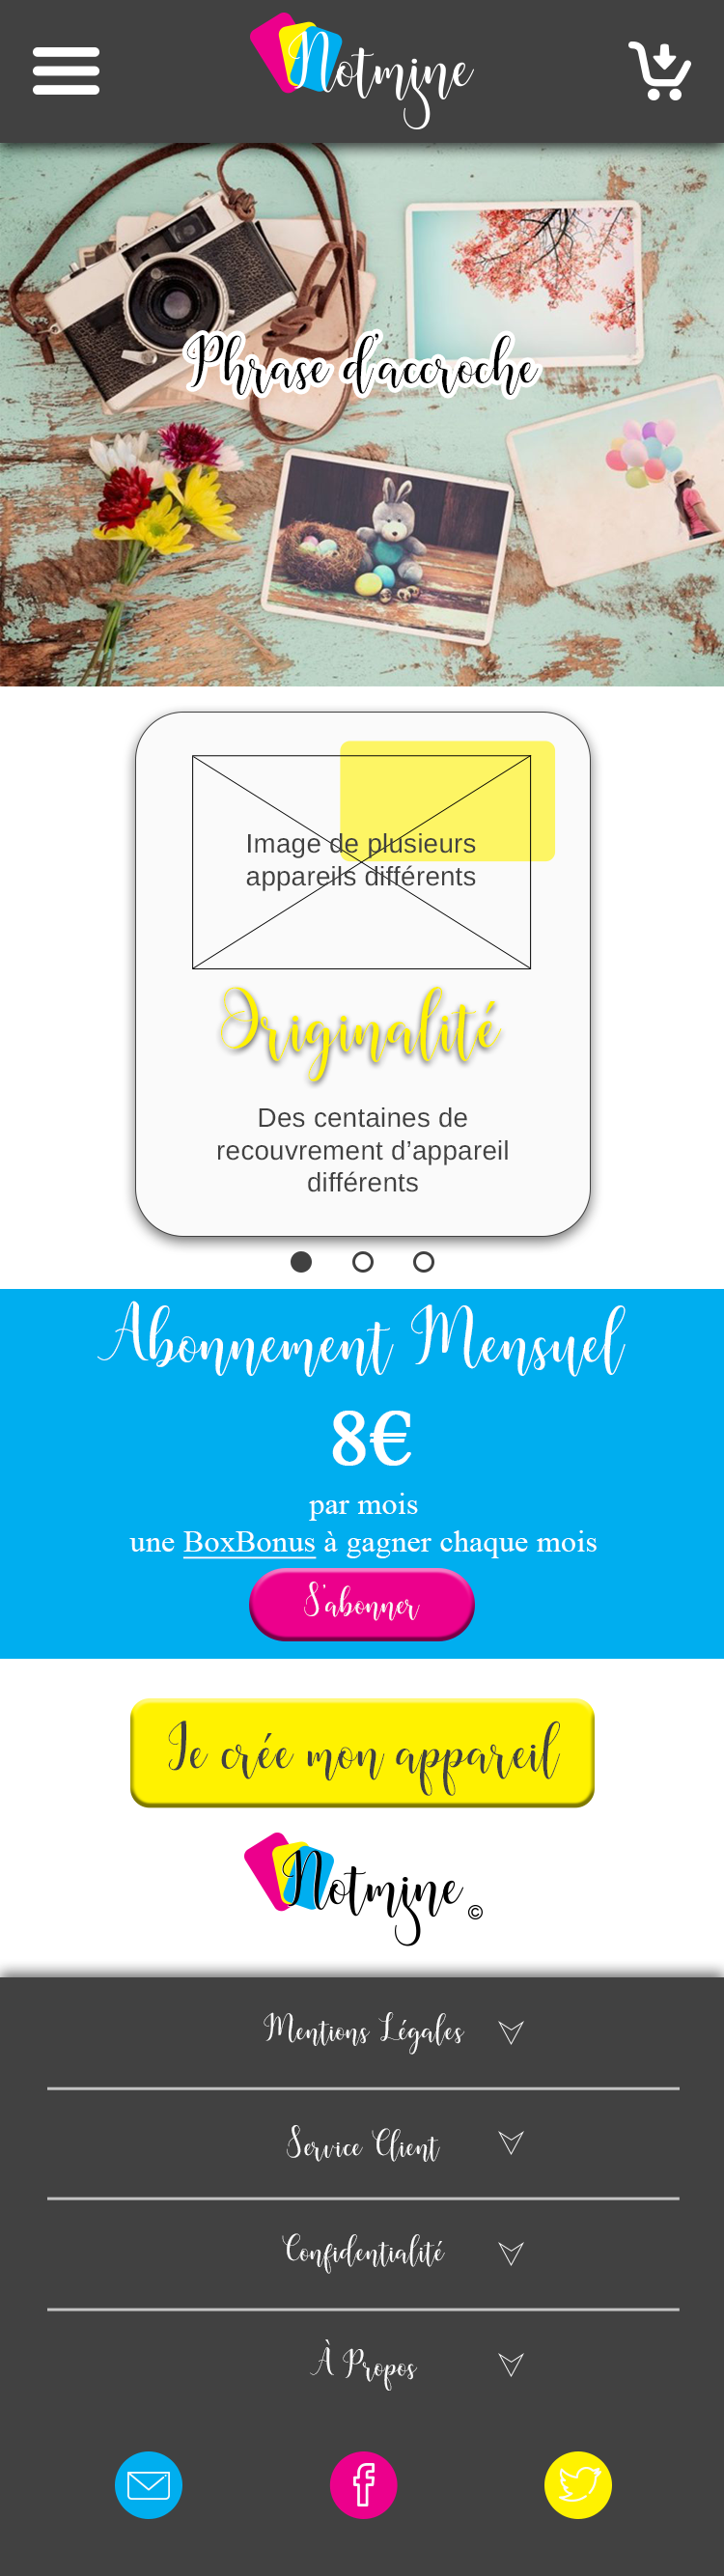 Notmine
Phrase d'accroche
Image de plusieurs
appareils différents
Originalité
Des centaines de
recouvrement d’appareil
différents
Abonnement Mensuel
8€
par mois
une BoxBonus à gagner chaque mois
S'abonner
Je crée mon appareil
Notmine ©
Mentions Légales
Service Client
Confidentialité
À Propos